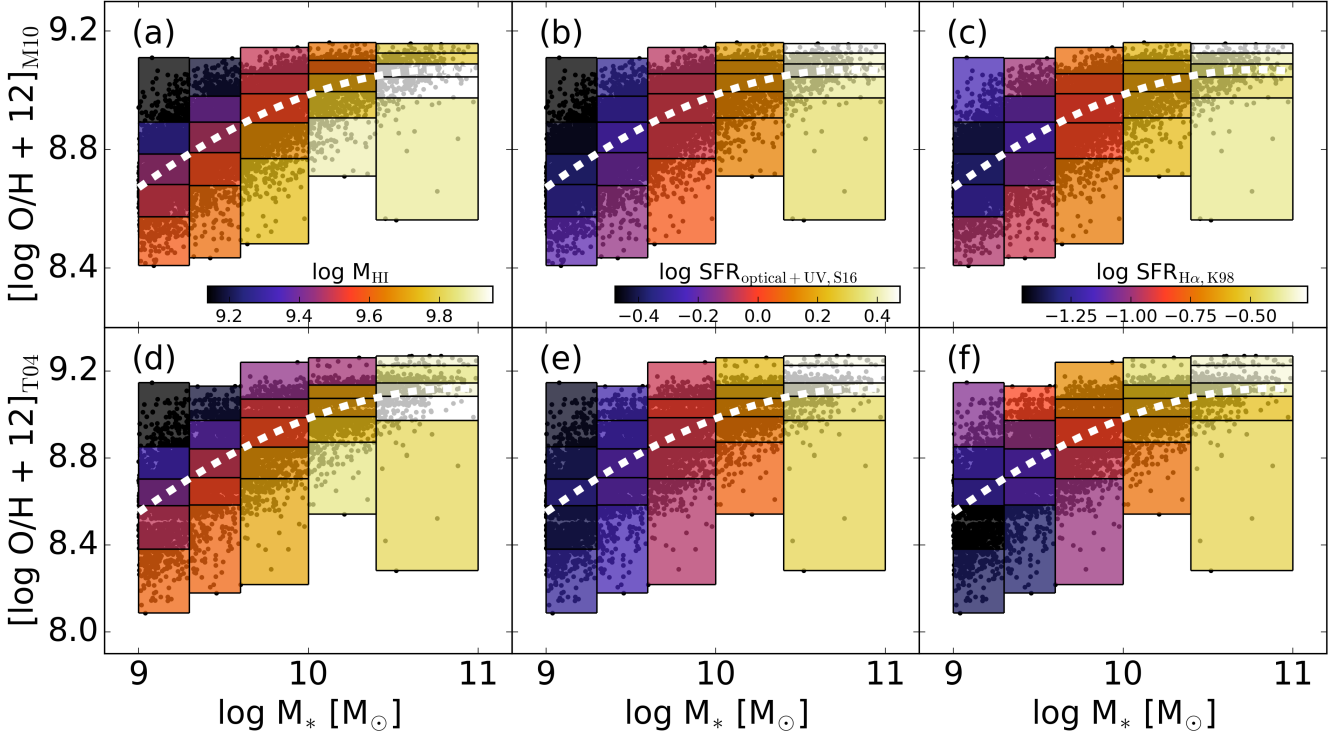 [log O/H + 12]M10
9.2
8.8
8.4
(a)
(b)
(c)
log MHI
9.2 9.4 9.6 9.8
log SFRoptical+UV, S16
−0.4 −0.2 0.0 0.2 0.4
log SFRHα, K98
−1.25 −1.00 −0.75 −0.50
[log O/H + 12]T04
9.2
8.8
8.4
8.0
(d)
(e)
(f)
9 10 11
9 10 11
9 10 11
log M* [M⊙]
log M* [M⊙]
log M* [M⊙]